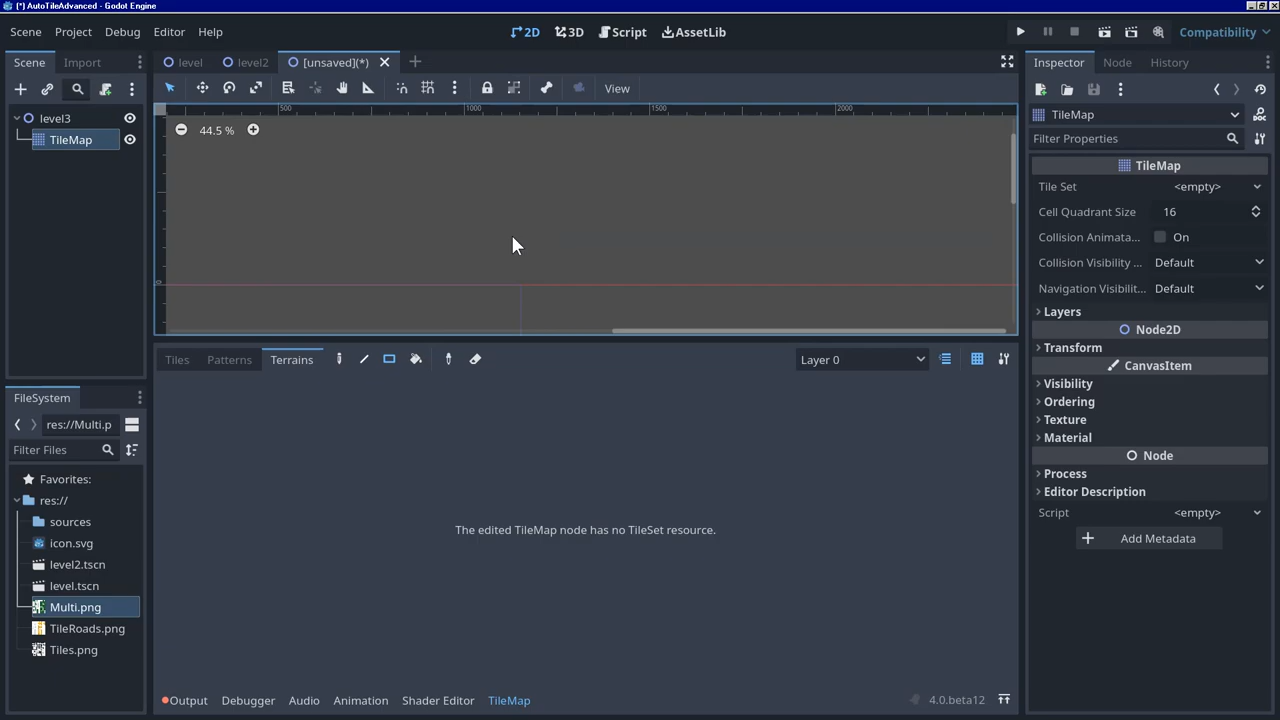 (*) AutoTileAdvanced - Godot Engine
Scene Project Debug Editor Help
2D 3D Script AssetLib
Compatibility
Scene Import
level level2 [unsaved](*)
Inspector Node History
View
level3
TileMap
500 1000 1500 2000
44.5 %
0
TileMap
Filter Properties
TileMap
Tile Set <empty>
Cell Quadrant Size 16
Collision Animata... On
Collision Visibility ... Default
Navigation Visibilit... Default
Layers
Node2D
Transform
CanvasItem
Visibility
Ordering
Texture
Material
Node
Process
Editor Description
Script <empty>
Add Metadata
Tiles Patterns Terrains
Layer 0
The edited TileMap node has no TileSet resource.
FileSystem
res://Multi.p
Filter Files
Favorites:
res://
sources
icon.svg
level2.tscn
level.tscn
Multi.png
TileRoads.png
Tiles.png
Output Debugger Audio Animation Shader Editor TileMap
4.0.beta12